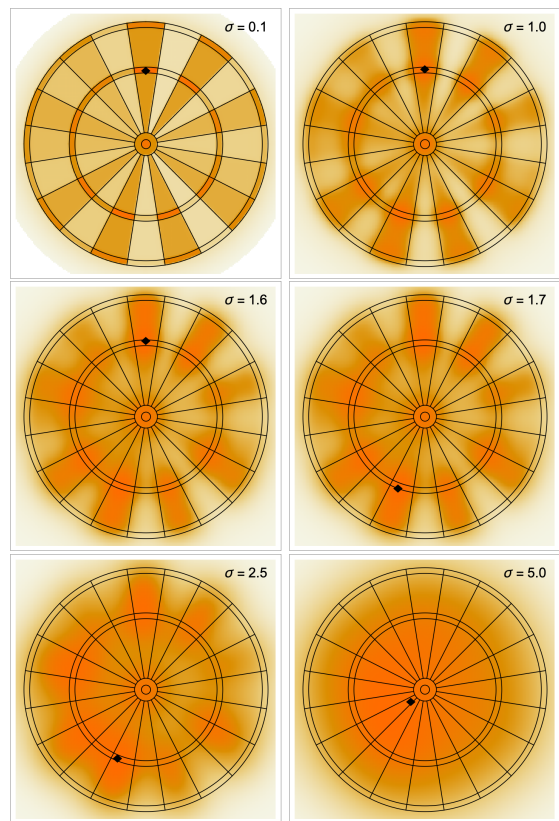 σ = 0.1
σ = 1.0
σ = 1.6
σ = 1.7
σ = 2.5
σ = 5.0